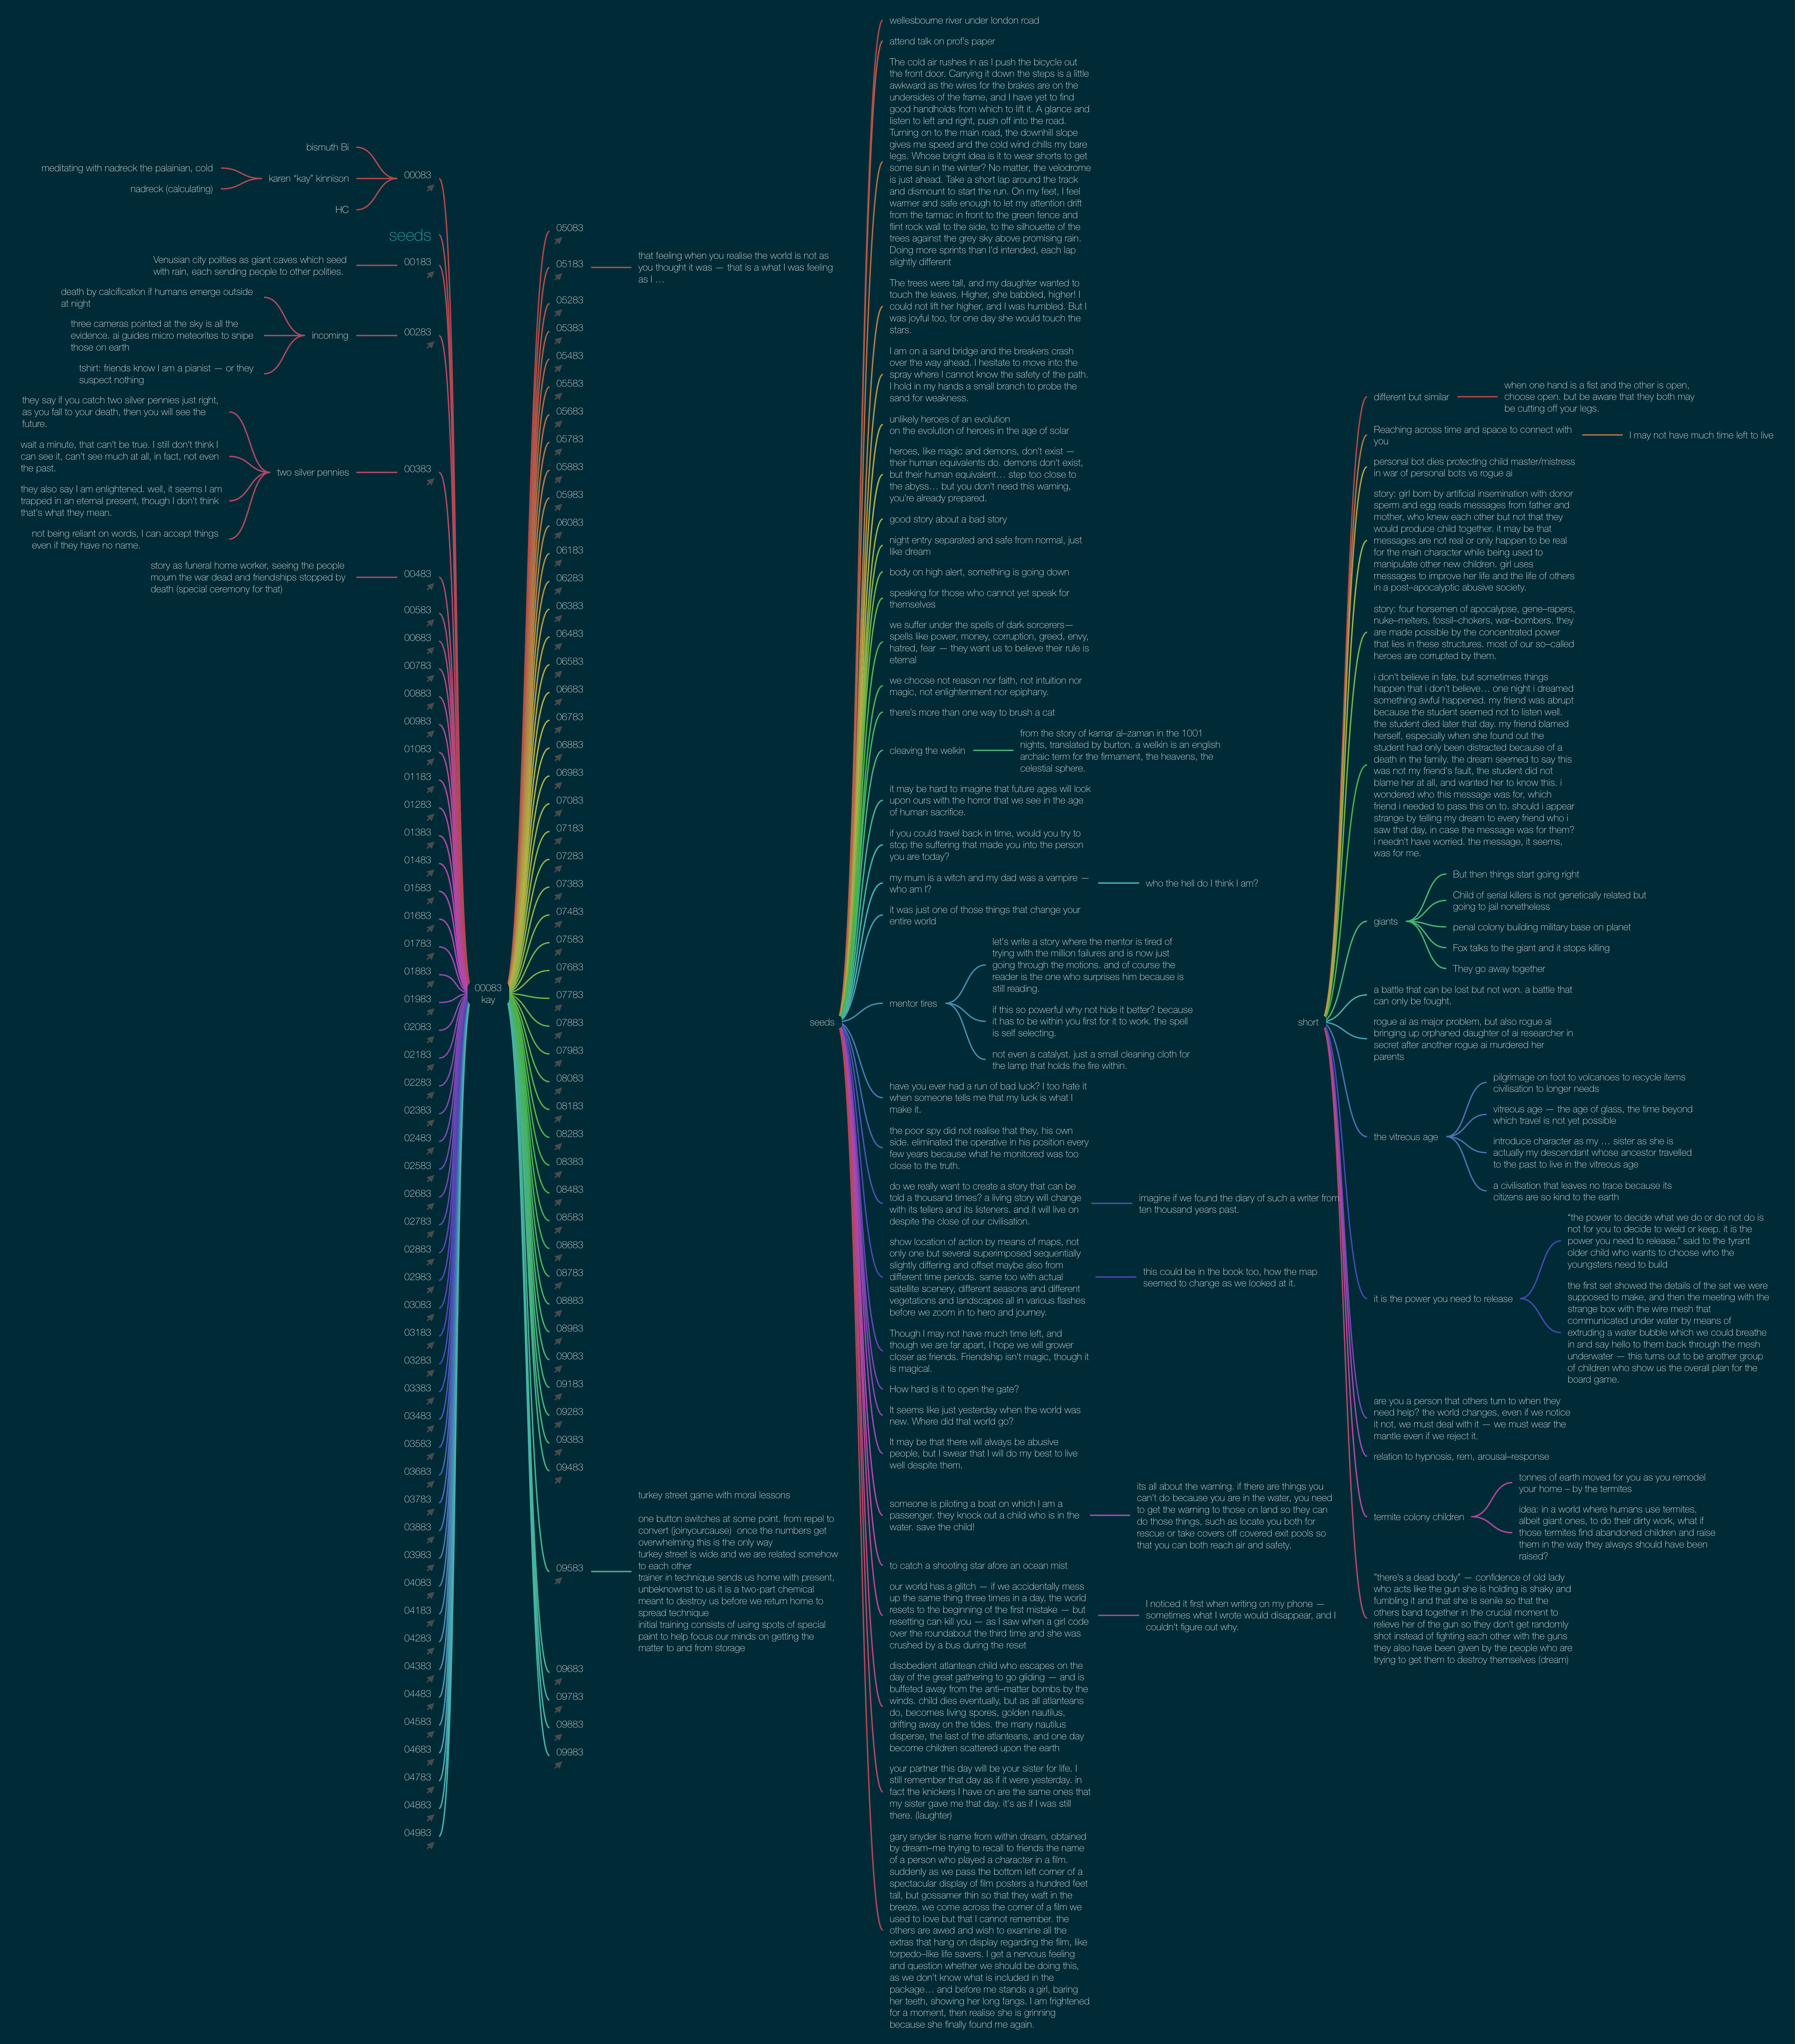 bismuth Bi
meditating with nadreck the palainian, cold
nadreck (calculating)
karen “kay” kinnison
HC
00083
seeds
Venusian city polities as giant caves which seed
with rain, each sending people to other polities.
00183
death by calcification if humans emerge outside
at night
three cameras pointed at the sky is all the
evidence. ai guides micro meteorites to snipe
those on earth
tshirt: friends know I am a pianist — or they
suspect nothing
incoming
00283
they say if you catch two silver pennies just right,
as you fall to your death, then you will see the
future.
wait a minute, that can't be true. I still don't think I
can see it, can't see much at all, in fact, not even
the past.
they also say I am enlightened. well, it seems I am
trapped in an eternal present, though I don't think
that's what they mean.
not being reliant on words, I can accept things
even if they have no name.
two silver pennies
00383
story as funeral home worker, seeing the people
mourn the war dead and friendships stopped by
death (special ceremony for that)
00483
00583
00683
00783
00883
00983
01083
01183
01283
01383
01483
01583
01683
01783
01883
01983
02083
02183
02283
02383
02483
02583
02683
02783
02883
02983
03083
03183
03283
03383
03483
03583
03683
03783
03883
03983
04083
04183
04283
04383
04483
04583
04683
04783
04883
04983
00083
kay
05083
05183
that feeling when you realise the world is not as
you thought it was — that is a what I was feeling
as I …
05283
05383
05483
05583
05683
05783
05883
05983
06083
06183
06283
06383
06483
06583
06683
06783
06883
06983
07083
07183
07283
07383
07483
07583
07683
07783
07883
07983
08083
08183
08283
08383
08483
08583
08683
08783
08883
08983
09083
09183
09283
09383
09483
09583
turkey street game with moral lessons
one button switches at some point. from repel to
convert (joinyourcause)  once the numbers get
overwhelming this is the only way
turkey street is wide and we are related somehow
to each other
trainer in technique sends us home with present,
unbeknownst to us it is a two-part chemical
meant to destroy us before we return home to
spread technique
initial training consists of using spots of special
paint to help focus our minds on getting the
matter to and from storage
09683
09783
09883
09983
seeds
wellesbourne river under london road
attend talk on prof's paper
The cold air rushes in as I push the bicycle out
the front door. Carrying it down the steps is a little
awkward as the wires for the brakes are on the
undersides of the frame, and I have yet to find
good handholds from which to lift it. A glance and
listen to left and right, push off into the road.
Turning on to the main road, the downhill slope
gives me speed and the cold wind chills my bare
legs. Whose bright idea is it to wear shorts to get
some sun in the winter? No matter, the velodrome
is just ahead. Take a short lap around the track
and dismount to start the run. On my feet, I feel
warmer and safe enough to let my attention drift
from the tarmac in front to the green fence and
flint rock wall to the side, to the silhouette of the
trees against the grey sky above promising rain.
Doing more sprints than I'd intended, each lap
slightly different
The trees were tall, and my daughter wanted to
touch the leaves. Higher, she babbled, higher! I
could not lift her higher, and I was humbled. But I
was joyful too, for one day she would touch the
stars.
I am on a sand bridge and the breakers crash
over the way ahead. I hesitate to move into the
spray where I cannot know the safety of the path.
I hold in my hands a small branch to probe the
sand for weakness.
unlikely heroes of an evolution
on the evolution of heroes in the age of solar
heroes, like magic and demons, don't exist —
their human equivalents do. demons don't exist,
but their human equivalent… step too close to
the abyss… but you don't need this warning,
you're already prepared.
good story about a bad story
night entry separated and safe from normal, just
like dream
body on high alert, something is going down
speaking for those who cannot yet speak for
themselves
we suffer under the spells of dark sorcerers—
spells like power, money, corruption, greed, envy,
hatred, fear — they want us to believe their rule is
eternal
we choose not reason nor faith, not intuition nor
magic, not enlightenment nor epiphany.
there's more than one way to brush a cat
cleaving the welkin
from the story of kamar al–zaman in the 1001
nights, translated by burton. a welkin is an english
archaic term for the firmament, the heavens, the
celestial sphere.
it may be hard to imagine that future ages will look
upon ours with the horror that we see in the age
of human sacrifice.
if you could travel back in time, would you try to
stop the suffering that made you into the person
you are today?
my mum is a witch and my dad was a vampire —
who am I?
who the hell do I think I am?
it was just one of those things that change your
entire world
mentor tires
let's write a story where the mentor is tired of
trying with the million failures and is now just
going through the motions. and of course the
reader is the one who surprises him because is
still reading.
if this so powerful why not hide it better? because
it has to be within you first for it to work. the spell
is self selecting.
not even a catalyst. just a small cleaning cloth for
the lamp that holds the fire within.
have you ever had a run of bad luck? I too hate it
when someone tells me that my luck is what I
make it.
the poor spy did not realise that they, his own
side. eliminated the operative in his position every
few years because what he monitored was too
close to the truth.
do we really want to create a story that can be
told a thousand times? a living story will change
with its tellers and its listeners. and it will live on
despite the close of our civilisation.
imagine if we found the diary of such a writer from
ten thousand years past.
show location of action by means of maps, not
only one but several superimposed sequentially
slightly differing and offset maybe also from
different time periods. same too with actual
satellite scenery, different seasons and different
vegetations and landscapes all in various flashes
before we zoom in to hero and journey.
this could be in the book too, how the map
seemed to change as we looked at it.
Though I may not have much time left, and
though we are far apart, I hope we will grower
closer as friends. Friendship isn't magic, though it
is magical.
How hard is it to open the gate?
It seems like just yesterday when the world was
new. Where did that world go?
It may be that there will always be abusive
people, but I swear that I will do my best to live
well despite them.
someone is piloting a boat on which I am a
passenger. they knock out a child who is in the
water. save the child!
its all about the warning. if there are things you
can't do because you are in the water, you need
to get the warning to those on land so they can
do those things, such as locate you both for
rescue or take covers off covered exit pools so
that you can both reach air and safety.
to catch a shooting star afore an ocean mist
our world has a glitch — if we accidentally mess
up the same thing three times in a day, the world
resets to the beginning of the first mistake — but
resetting can kill you — as I saw when a girl code
over the roundabout the third time and she was
crushed by a bus during the reset
I noticed it first when writing on my phone —
sometimes what I wrote would disappear, and I
couldn't figure out why.
disobedient atlantean child who escapes on the
day of the great gathering to go gliding — and is
buffeted away from the anti–matter bombs by the
winds. child dies eventually, but as all atlanteans
do, becomes living spores, golden nautilus,
drifting away on the tides. the many nautilus
disperse, the last of the atlanteans, and one day
become children scattered upon the earth
your partner this day will be your sister for life. I
still remember that day as if it were yesterday. in
fact the knickers I have on are the same ones that
my sister gave me that day. it's as if I was still
there. (laughter)
gary snyder is name from within dream, obtained
by dream–me trying to recall to friends the name
of a person who played a character in a film.
suddenly as we pass the bottom left corner of a
spectacular display of film posters a hundred feet
tall, but gossamer thin so that they waft in the
breeze, we come across the corner of a film we
used to love but that I cannot remember. the
others are awed and wish to examine all the
extras that hang on display regarding the film, like
torpedo–like life savers. I get a nervous feeling
and question whether we should be doing this,
as we don't know what is included in the
package… and before me stands a girl, baring
her teeth, showing her long fangs. I am frightened
for a moment, then realise she is grinning
because she finally found me again.
short
different but similar
when one hand is a fist and the other is open,
choose open. but be aware that they both may
be cutting off your legs.
Reaching across time and space to connect with
you
I may not have much time left to live
personal bot dies protecting child master/mistress
in war of personal bots vs rogue ai
story: girl born by artificial insemination with donor
sperm and egg reads messages from father and
mother, who knew each other but not that they
would produce child together. it may be that
messages are not real or only happen to be real
for the main character while being used to
manipulate other new children. girl uses
messages to improve her life and the life of others
in a post–apocalyptic abusive society.
story: four horsemen of apocalypse, gene–rapers,
nuke–melters, fossil–chokers, war–bombers. they
are made possible by the concentrated power
that lies in these structures. most of our so–called
heroes are corrupted by them.
i don't believe in fate, but sometimes things
happen that i don't believe… one night i dreamed
something awful happened. my friend was abrupt
because the student seemed not to listen well.
the student died later that day. my friend blamed
herself, especially when she found out the
student had only been distracted because of a
death in the family. the dream seemed to say this
was not my friend's fault, the student did not
blame her at all, and wanted her to know this. i
wondered who this message was for, which
friend i needed to pass this on to. should i appear
strange by telling my dream to every friend who i
saw that day, in case the message was for them?
i needn't have worried. the message, it seems,
was for me.
giants
But then things start going right
Child of serial killers is not genetically related but
going to jail nonetheless
penal colony building military base on planet
Fox talks to the giant and it stops killing
They go away together
a battle that can be lost but not won. a battle that
can only be fought.
rogue ai as major problem, but also rogue ai
bringing up orphaned daughter of ai researcher in
secret after another rogue ai murdered her
parents
the vitreous age
pilgrimage on foot to volcanoes to recycle items
civilisation to longer needs
vitreous age — the age of glass, the time beyond
which travel is not yet possible
introduce character as my … sister as she is
actually my descendant whose ancestor travelled
to the past to live in the vitreous age
a civilisation that leaves no trace because its
citizens are so kind to the earth
it is the power you need to release
“the power to decide what we do or do not do is
not for you to decide to wield or keep. it is the
power you need to release.” said to the tyrant
older child who wants to choose who the
youngsters need to build
the first set showed the details of the set we were
supposed to make, and then the meeting with the
strange box with the wire mesh that
communicated under water by means of
extruding a water bubble which we could breathe
in and say hello to them back through the mesh
underwater — this turns out to be another group
of children who show us the overall plan for the
board game.
are you a person that others turn to when they
need help? the world changes, even if we notice
it not, we must deal with it — we must wear the
mantle even if we reject it.
relation to hypnosis, rem, arousal–response
termite colony children
tonnes of earth moved for you as you remodel
your home – by the termites
idea: in a world where humans use termites,
albeit giant ones, to do their dirty work, what if
those termites find abandoned children and raise
them in the way they always should have been
raised?
“there's a dead body” — confidence of old lady
who acts like the gun she is holding is shaky and
fumbling it and that she is senile so that the
others band together in the crucial moment to
relieve her of the gun so they don't get randomly
shot instead of fighting each other with the guns
they also have been given by the people who are
trying to get them to destroy themselves (dream)